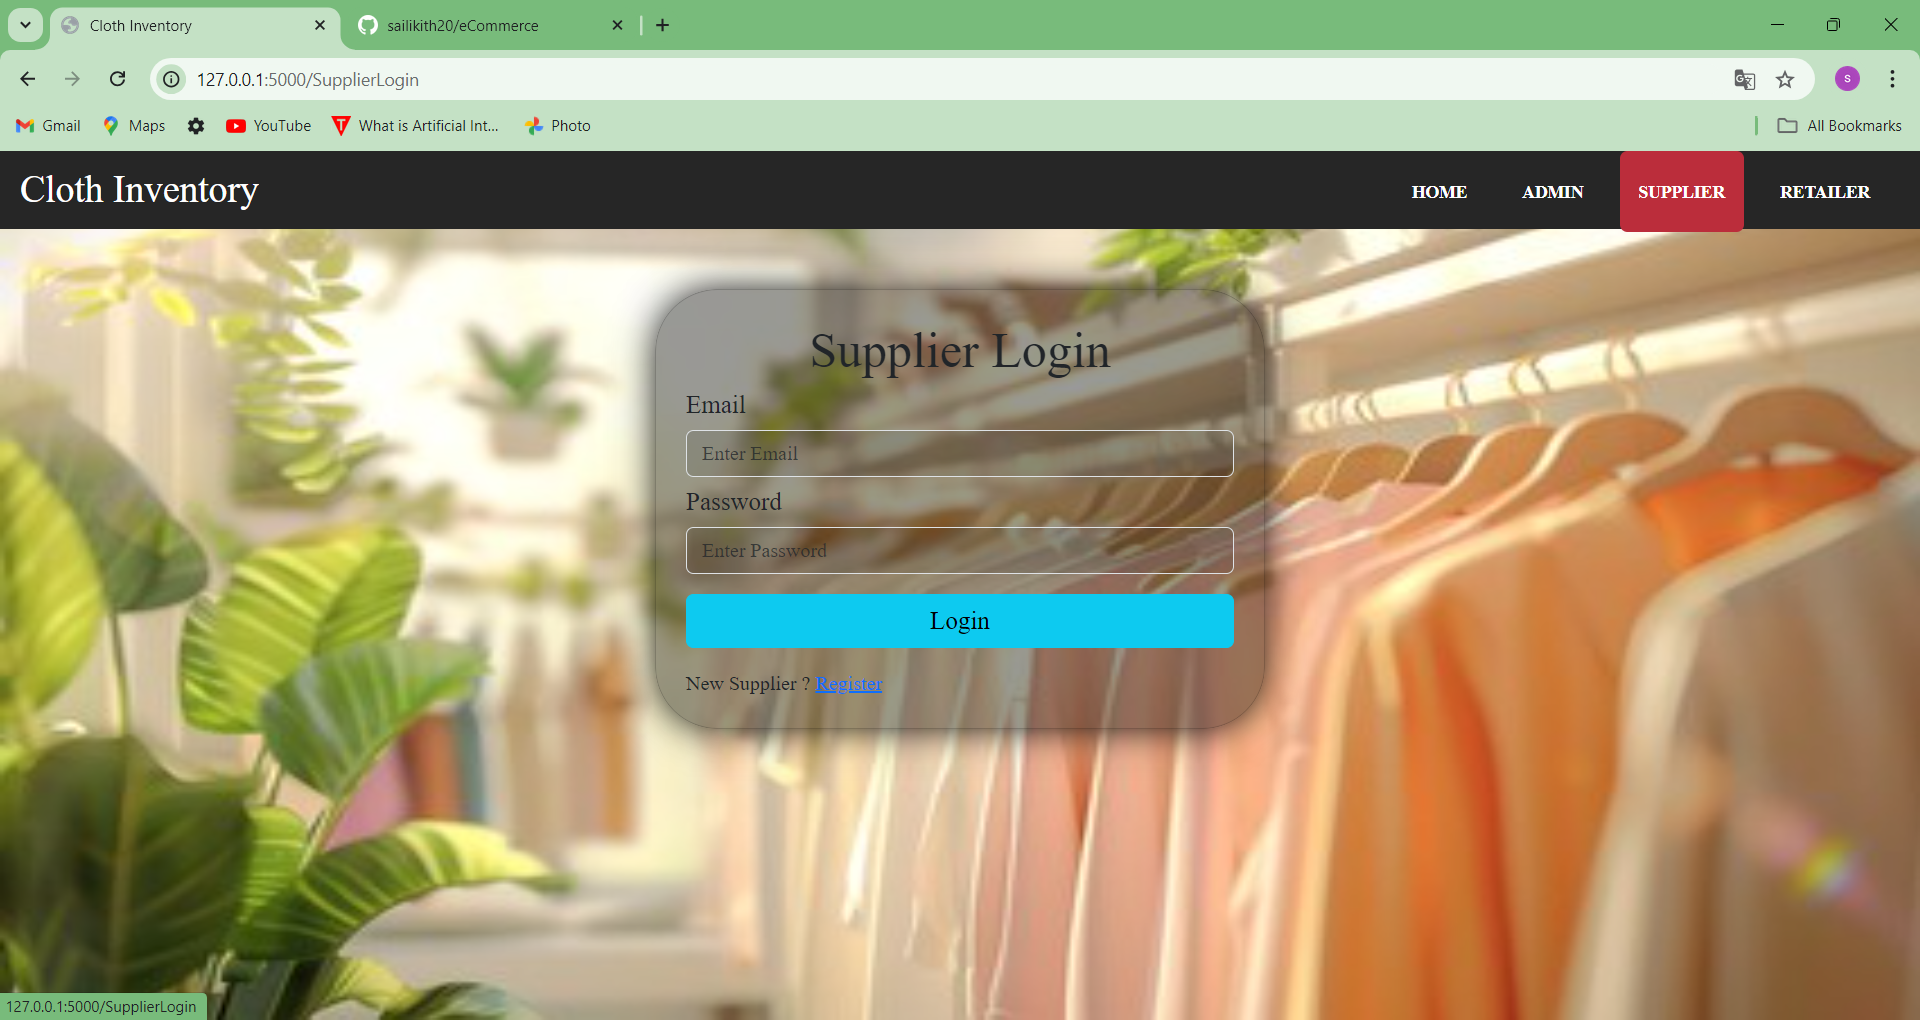 Cloth Inventory
sailikith20/eCommerce
127.0.0.1:5000/SupplierLogin
S
Gmail
Maps
YouTube
What is Artificial Int...
Photo
All Bookmarks
Cloth Inventory
HOME
ADMIN
SUPPLIER
RETAILER
Supplier Login
Email
Enter Email
Password
Enter Password
Login
New Supplier ? Register
127.0.0.1:5000/SupplierLogin